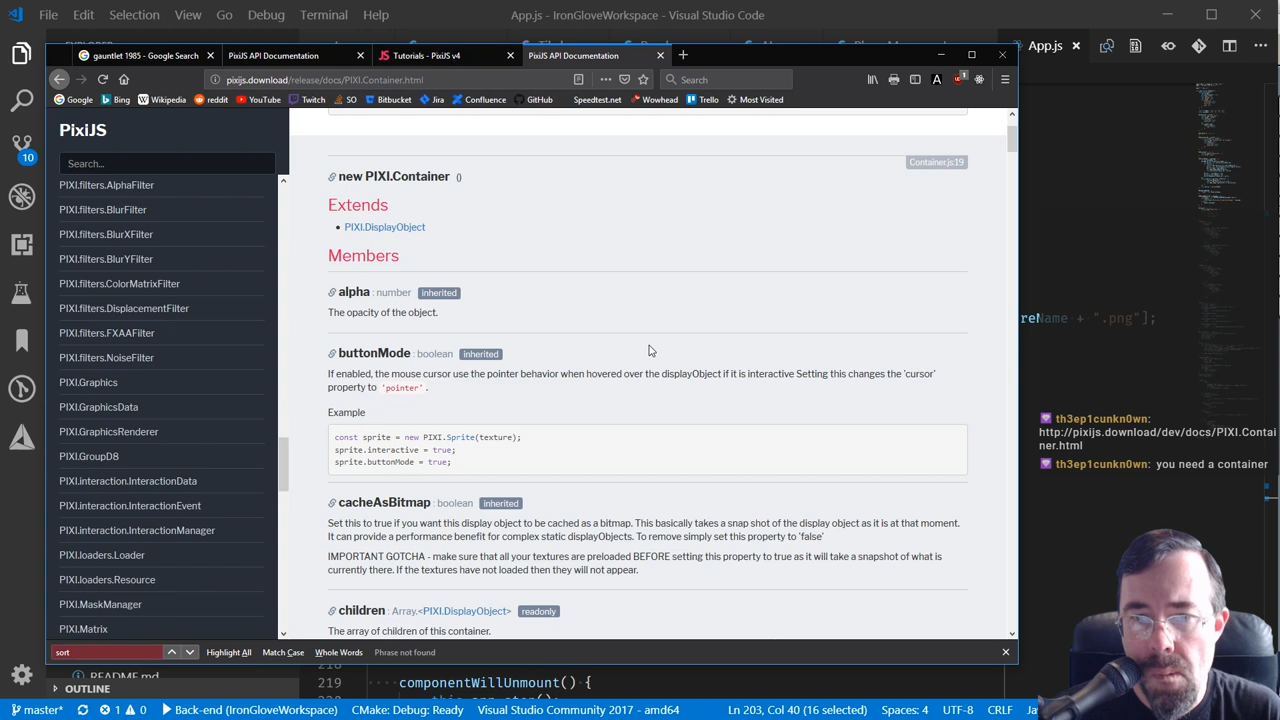 File Edit Selection View Go Debug Terminal Help
App.js - IronGloveWorkspace - Visual Studio Code
App.js
gauntlet 1985 - Google Search
PixiJS API Documentation
Tutorials - PixiJS v4
PixiJS API Documentation
pixijs.download/release/docs/PIXI.Container.html
Search
Google Bing Wikipedia reddit YouTube Twitch SO Bitbucket Jira Confluence GitHub Speedtest.net Wowhead Trello Most Visited
PixiJS
Search...
PIXI.filters.AlphaFilter
PIXI.filters.BlurFilter
PIXI.filters.BlurXFilter
PIXI.filters.BlurYFilter
PIXI.filters.ColorMatrixFilter
PIXI.filters.DisplacementFilter
PIXI.filters.FXAAFilter
PIXI.filters.NoiseFilter
PIXI.Graphics
PIXI.GraphicsData
PIXI.GraphicsRenderer
PIXI.GroupD8
PIXI.interaction.InteractionData
PIXI.interaction.InteractionEvent
PIXI.interaction.InteractionManager
PIXI.loaders.Loader
PIXI.loaders.Resource
PIXI.MaskManager
PIXI.Matrix
Container.js:19
new PIXI.Container ()
Extends
PIXI.DisplayObject
Members
alpha : number inherited
The opacity of the object.
buttonMode : boolean inherited
If enabled, the mouse cursor use the pointer behavior when hovered over the displayObject if it is interactive Setting this changes the 'cursor'
property to 'pointer'.
Example
const sprite = new PIXI.Sprite(texture);
sprite.interactive = true;
sprite.buttonMode = true;
cacheAsBitmap : boolean inherited
Set this to true if you want this display object to be cached as a bitmap. This basically takes a snap shot of the display object as it is at that moment.
It can provide a performance benefit for complex static displayObjects. To remove simply set this property to 'false'
IMPORTANT GOTCHA - make sure that all your textures are preloaded BEFORE setting this property to true as it will take a snapshot of what is
currently there. If the textures have not loaded then they will not appear.
children : Array.<PIXI.DisplayObject> readonly
The array of children of this container.
sort
Highlight All Match Case Whole Words Phrase not found
reName + ".png"];
th3ep1cunkn0wn:
http://pixijs.download/dev/docs/PIXI.Contai
ner.html
th3ep1cunkn0wn: you need a container
10
1
README.md
OUTLINE
219 componentWillUnmount() {
master* 1 0 Back-end (IronGloveWorkspace) CMake: Debug: Ready Visual Studio Community 2017 - amd64 Ln 203, Col 40 (16 selected) Spaces: 4 UTF-8 CRLF